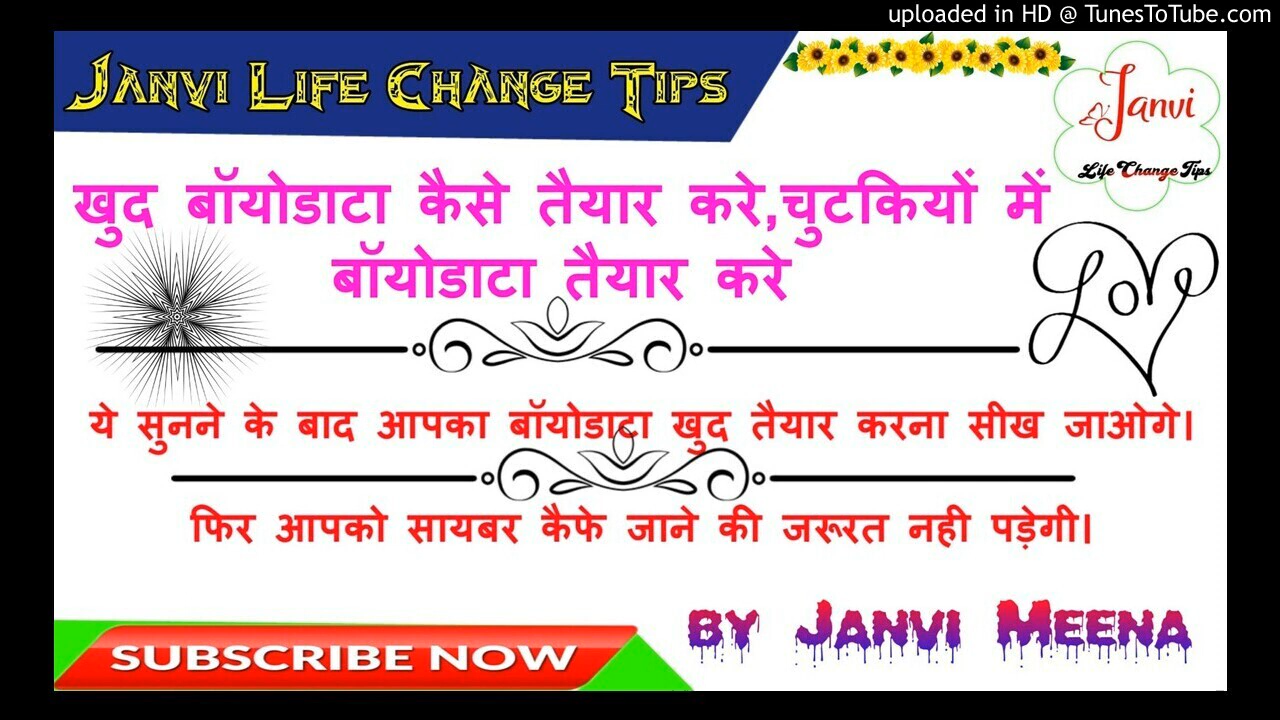 uploaded in HD @ TunesToTube.com
Janvi Life Change Tips
Janvi
Life Change Tips
खुद बॉयोडाटा कैसे तैयार करे,चुटकियों में
बॉयोडाटा तैयार करे
Love
ये सुनने के बाद आपका बॉयोडाटा खुद तैयार करना सीख जाओगे।
फिर आपको सायबर कैफे जाने की जरूरत नही पड़ेगी।
by Janvi Meena
SUBSCRIBE NOW